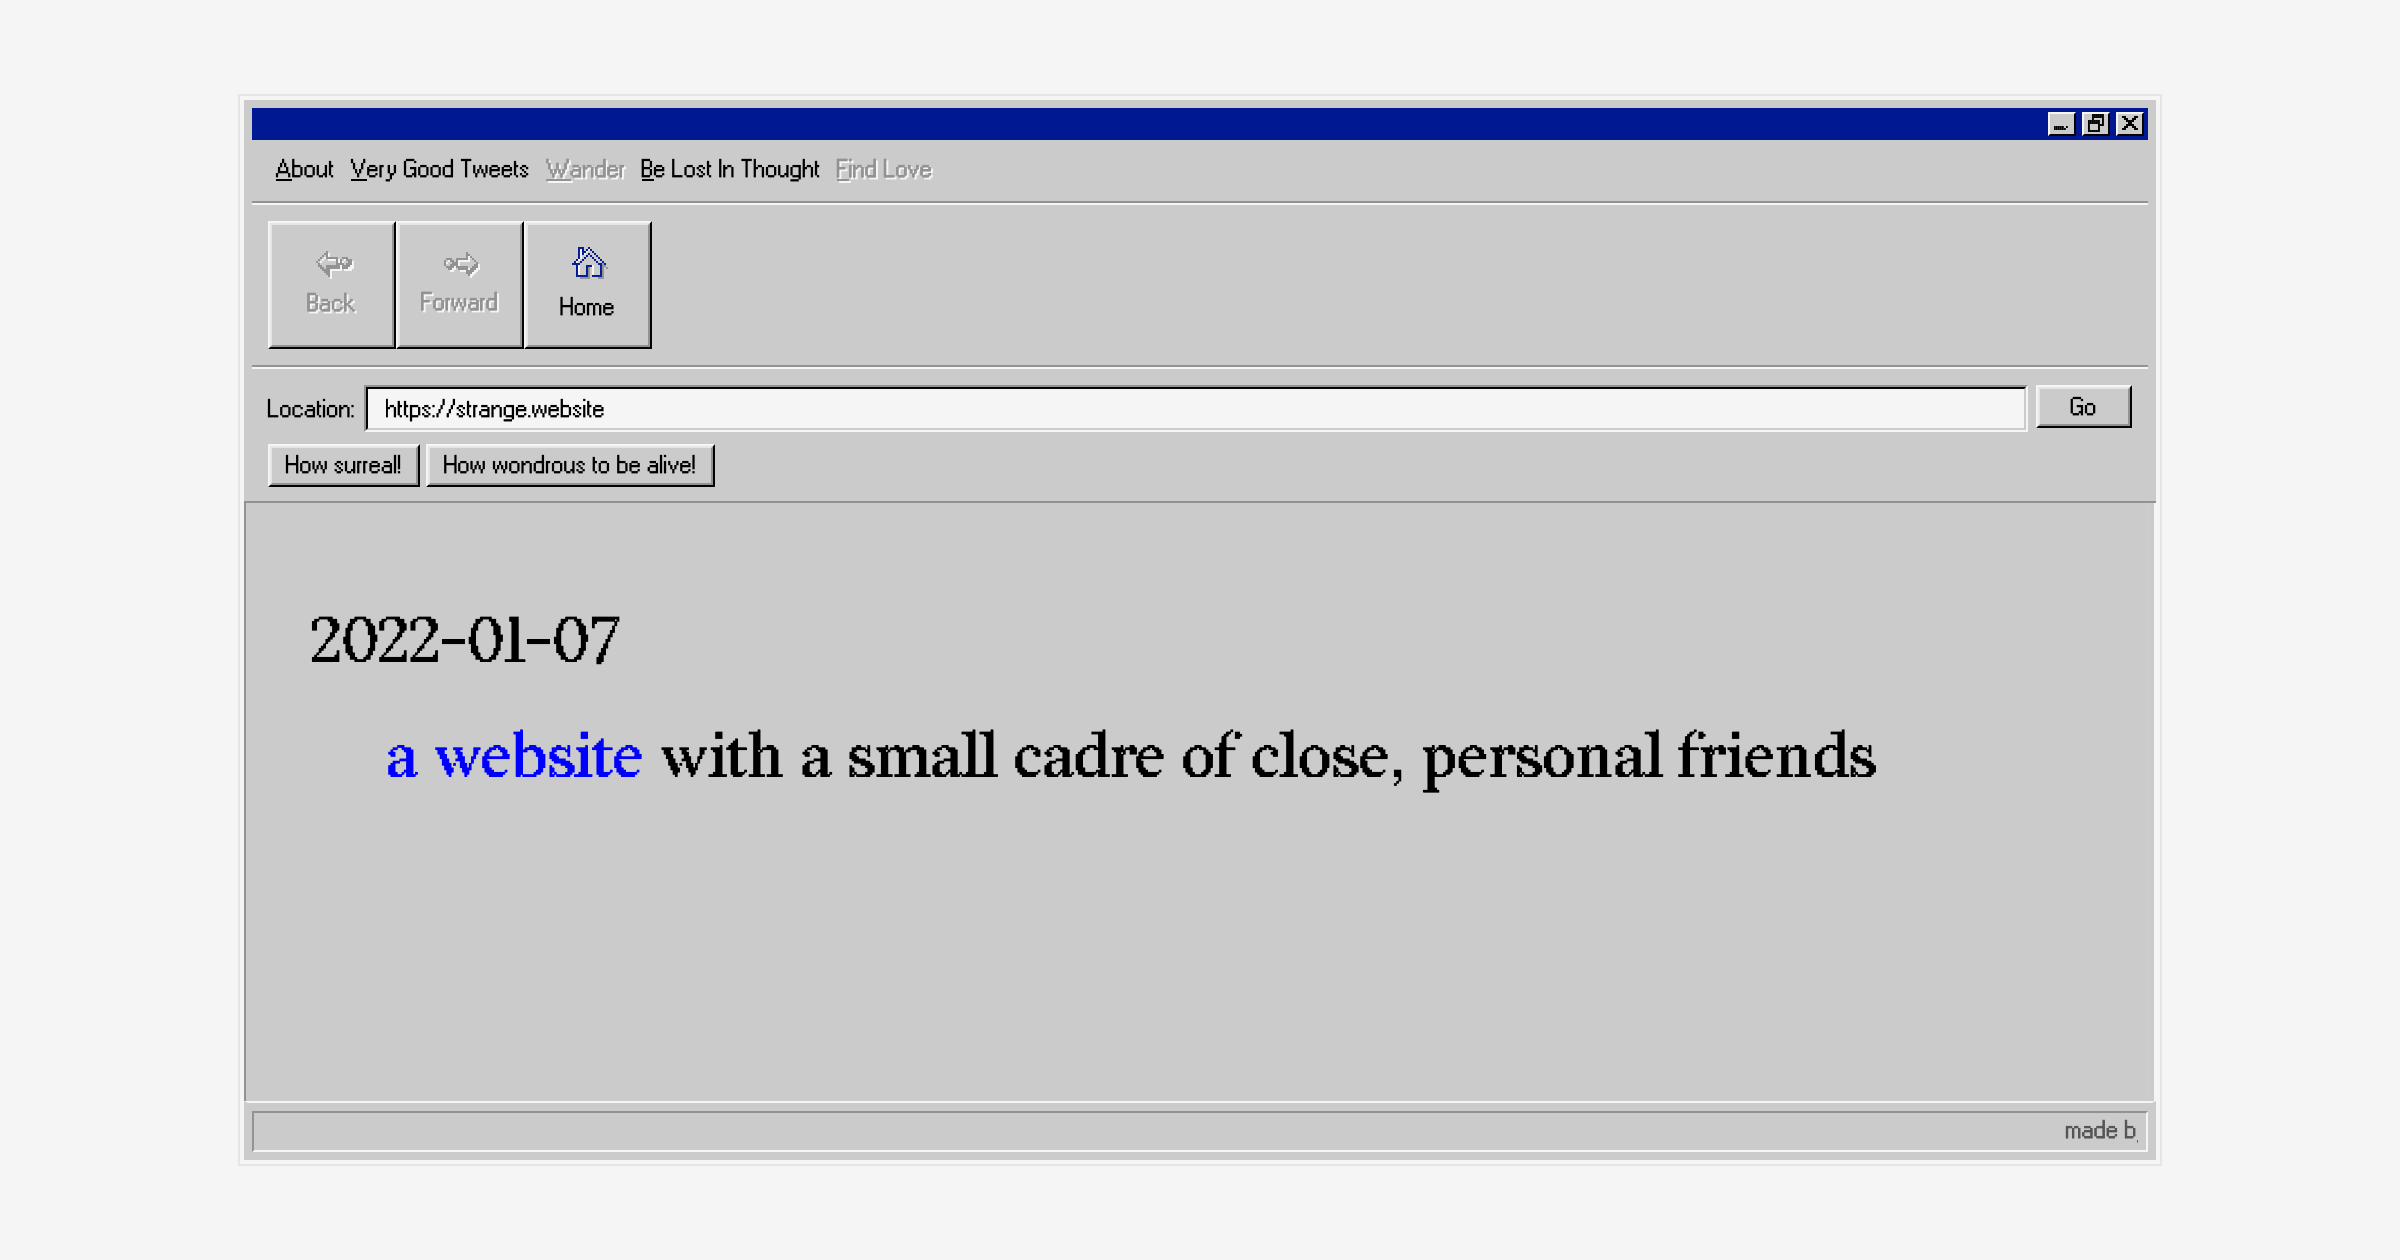 About Very Good Tweets Wander Be Lost In Thought Find Love
Back Forward Home
Location: https://strange.website Go
How surreal! How wondrous to be alive!
2022-01-07
a website with a small cadre of close, personal friends
made b